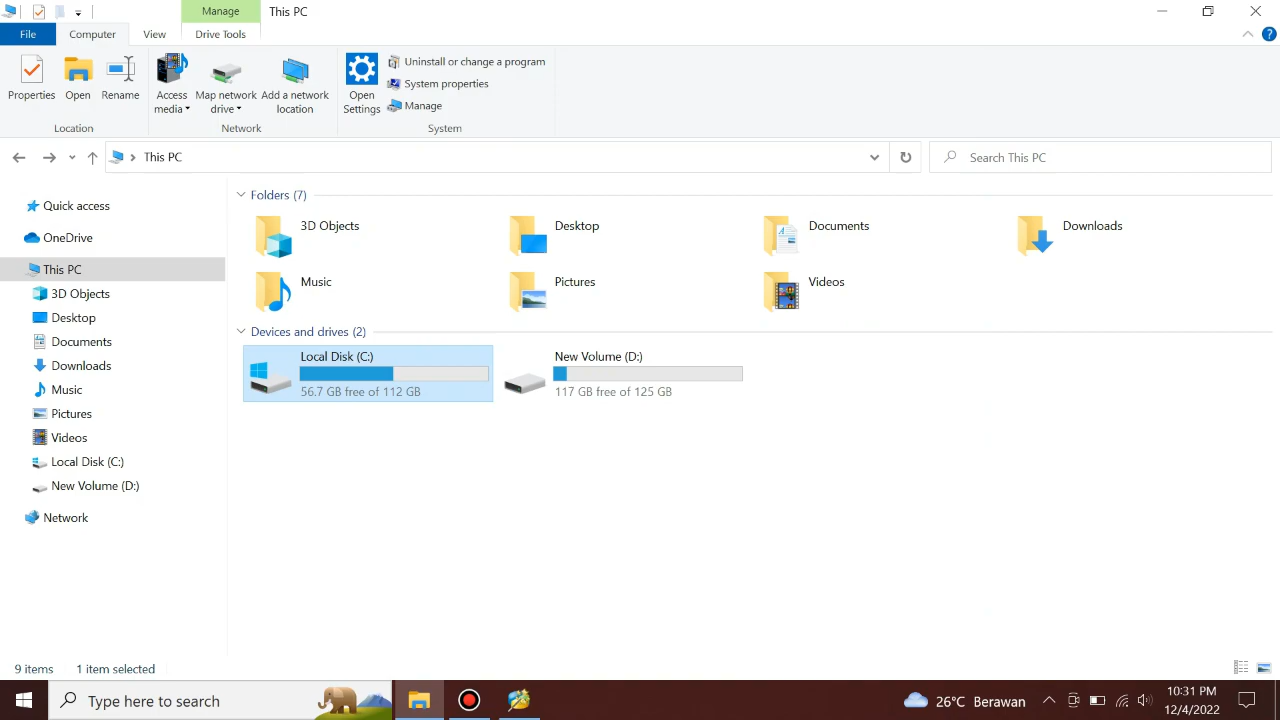 Manage
This PC
File
Computer
View
Drive Tools
Properties
Open
Rename
Access media
Map network drive
Add a network location
Open Settings
Uninstall or change a program
System properties
Manage
Location
Network
System
This PC
Search This PC
Quick access
OneDrive
This PC
3D Objects
Desktop
Documents
Downloads
Music
Pictures
Videos
Local Disk (C:)
New Volume (D:)
Network
Folders (7)
3D Objects
Desktop
Documents
Downloads
Music
Pictures
Videos
Devices and drives (2)
Local Disk (C:)
56.7 GB free of 112 GB
New Volume (D:)
117 GB free of 125 GB
9 items
1 item selected
Type here to search
26°C Berawan
10:31 PM
12/4/2022